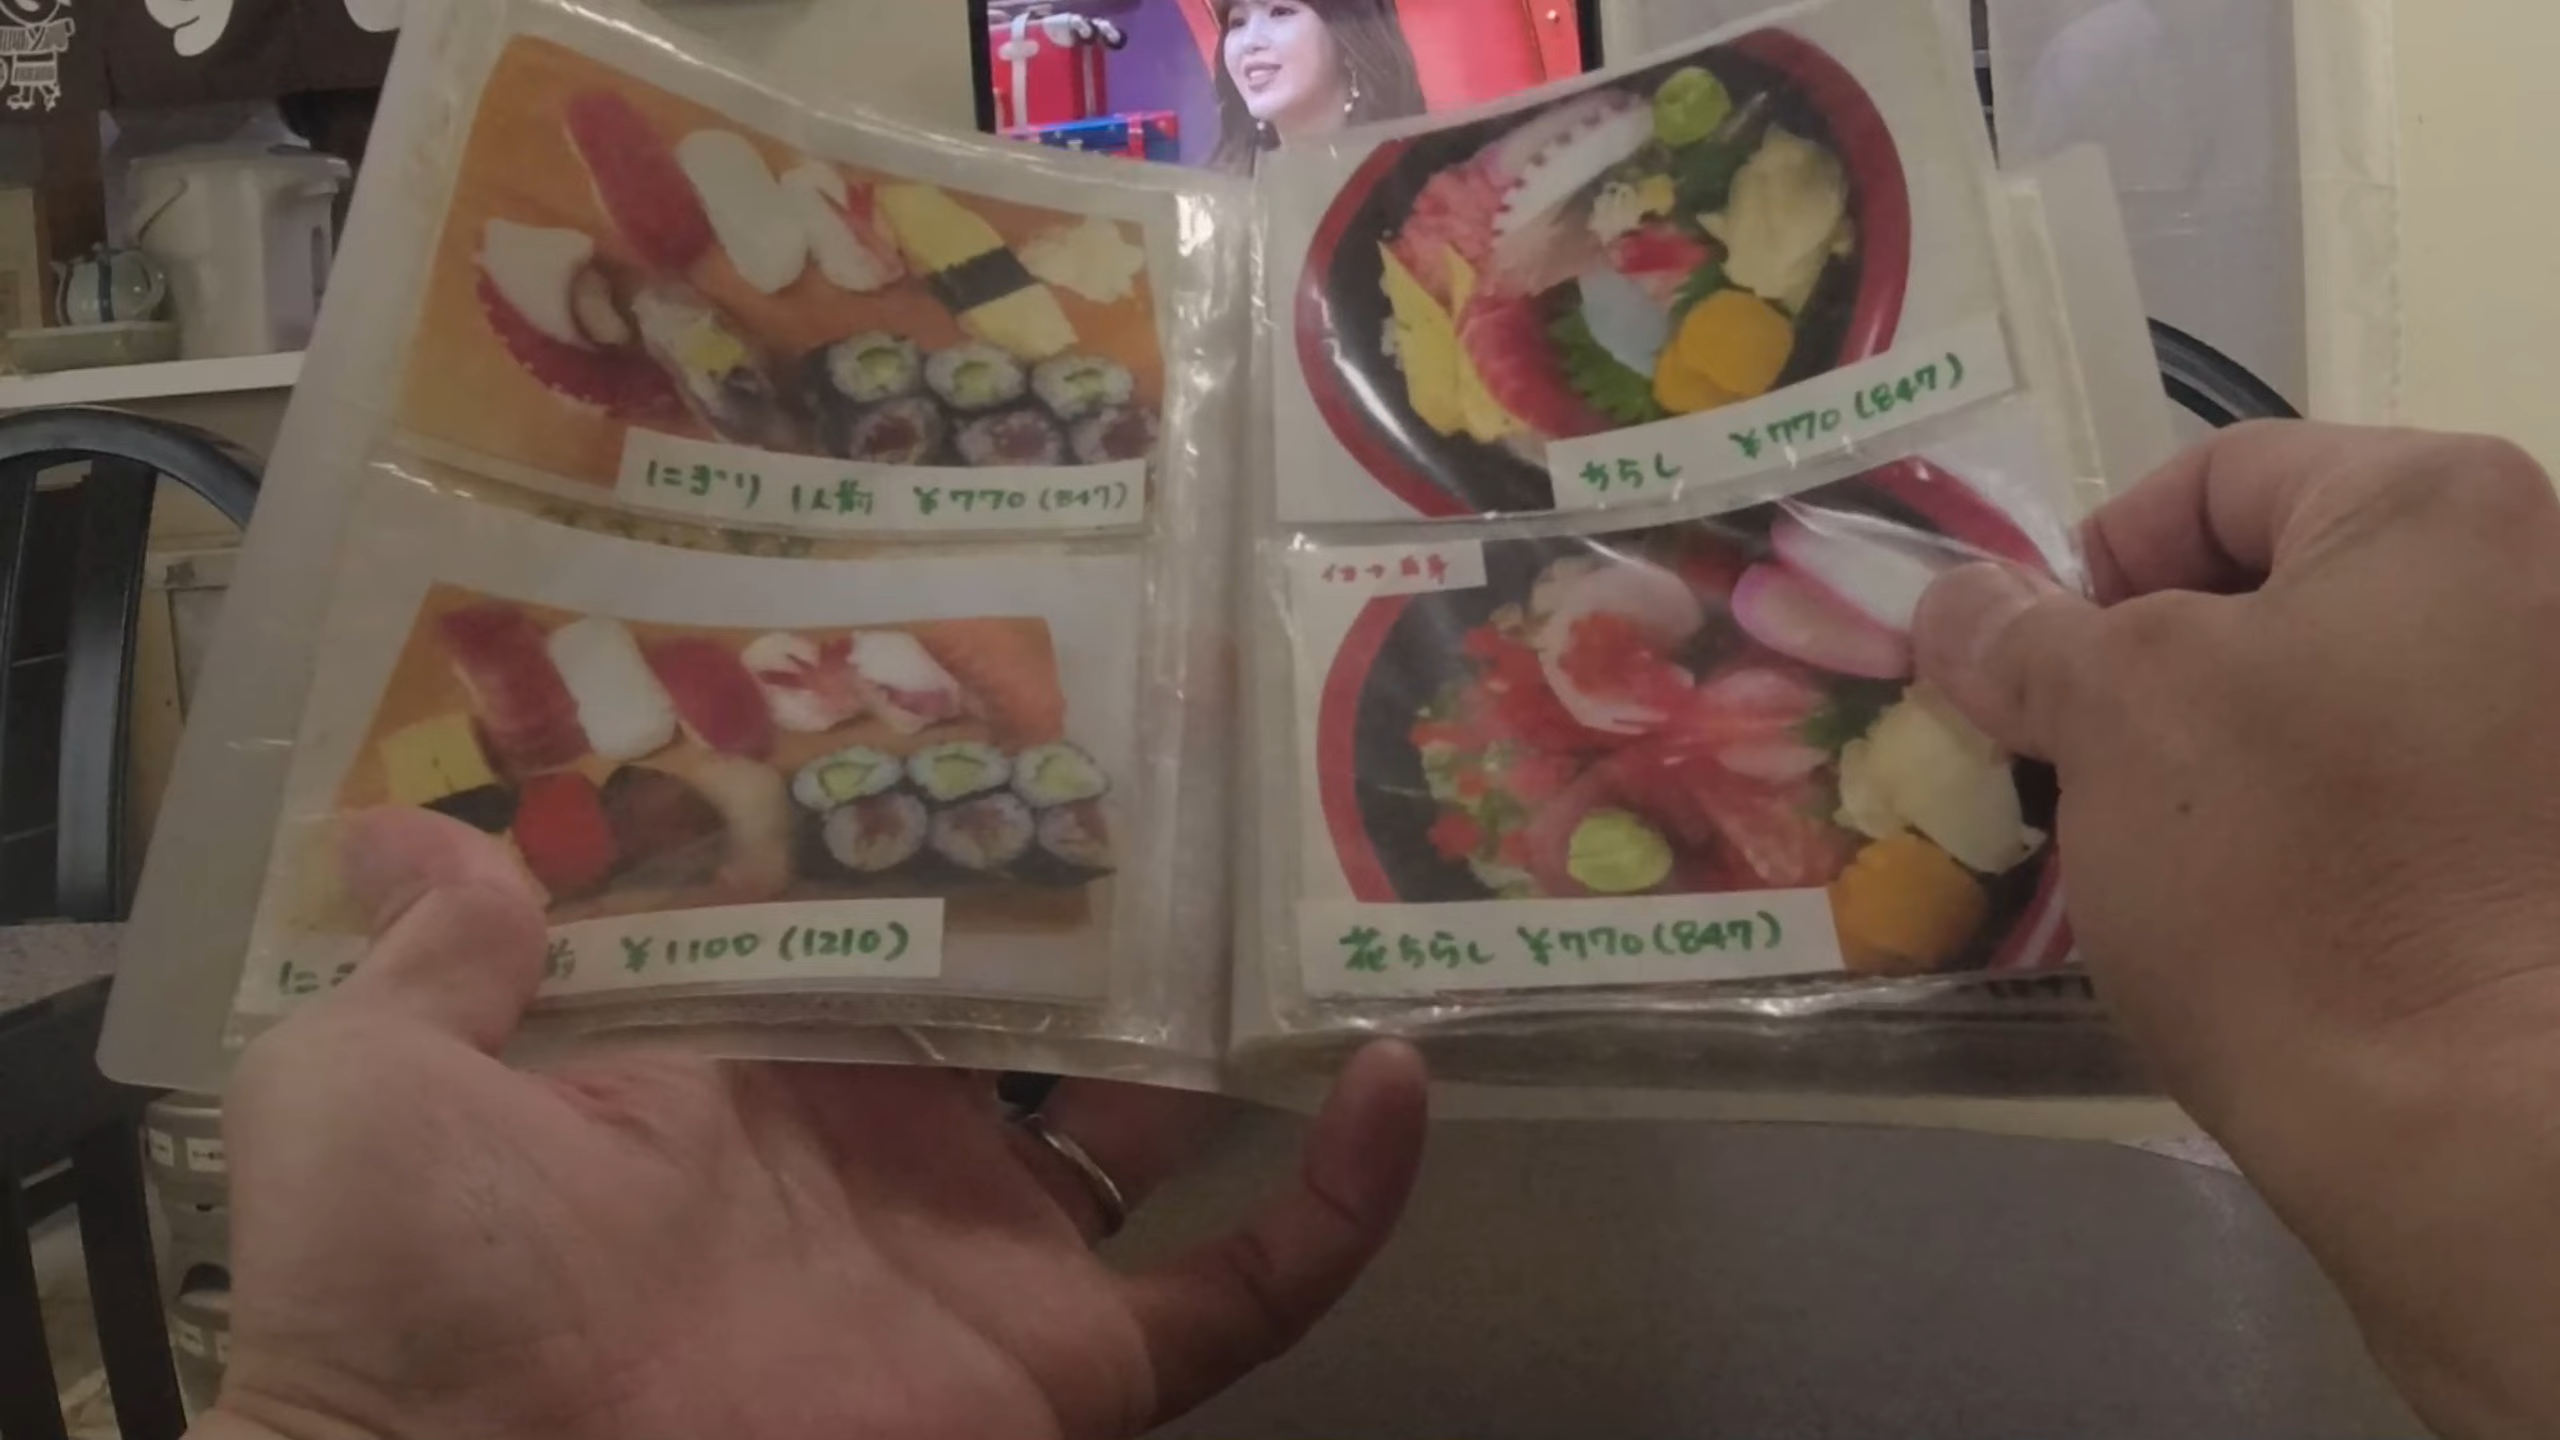 にぎり 1人前 ¥770(847)
ちらし ¥770(847)
前 ¥1100(1210)
花ちらし ¥770(847)